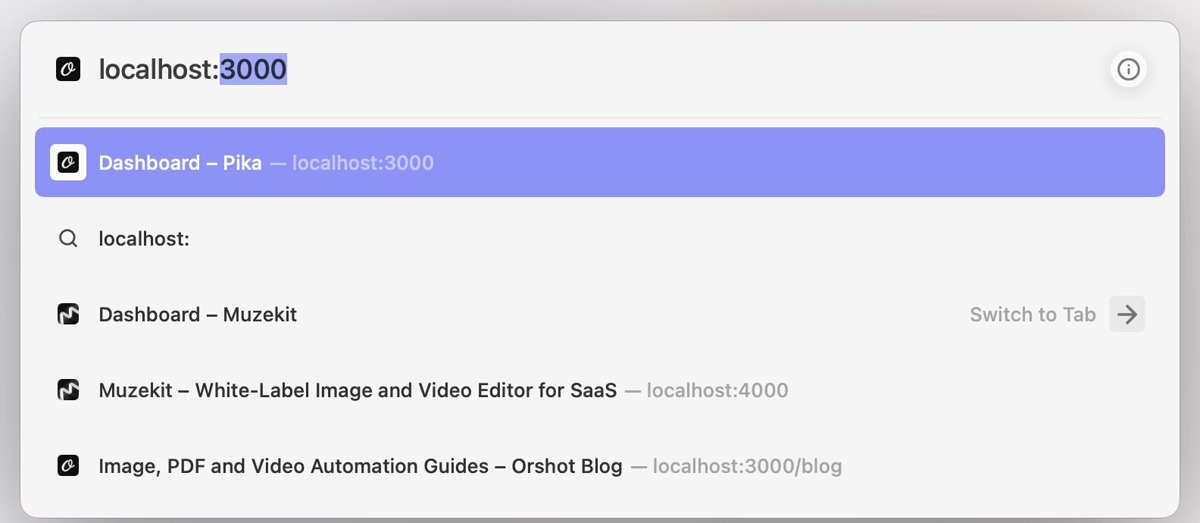 localhost:3000
Dashboard – Pika — localhost:3000
localhost:
Dashboard – Muzekit Switch to Tab
Muzekit – White-Label Image and Video Editor for SaaS — localhost:4000
Image, PDF and Video Automation Guides – Orshot Blog — localhost:3000/blog